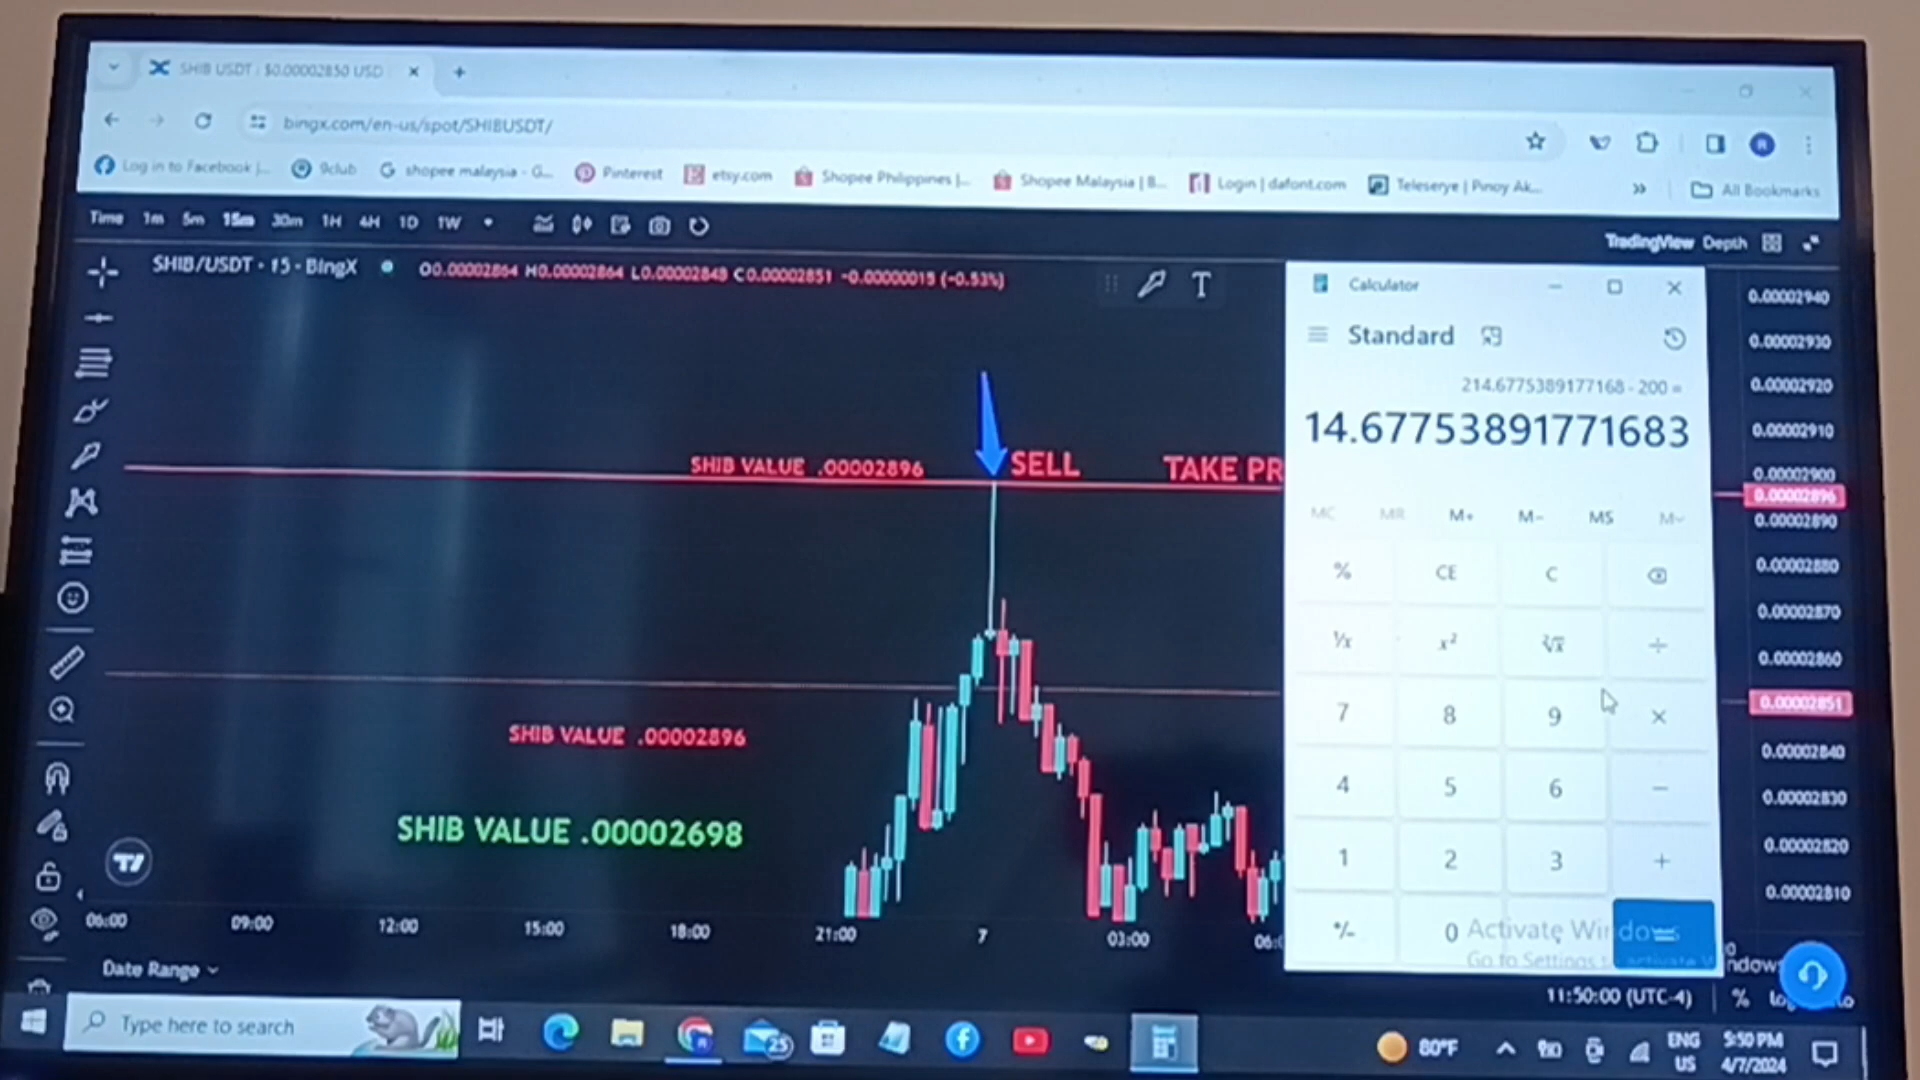 SHIB USDT | $0.00002850 USD
bingx.com/en-us/spot/SHIBUSDT/
Log in to Facebook |... 9club shopee malaysia - G... Pinterest etsy.com Shopee Philippines |... Shopee Malaysia | B... Login | dafont.com Teleserye | Pinoy Ak... » All Bookmarks
Time 1m 5m 15m 30m 1H 4H 1D 1W
TradingView Depth
SHIB/USDT · 15 · BingX O0.00002864 H0.00002864 L0.00002848 C0.00002851 -0.00000015 (-0.53%)
T
Calculator
Standard
214.6775389177168 - 200 =
14.67753891771683
MC MR M+ M- MS M
% CE C
¹/x x² ²√x ÷
7 8 9 ×
4 5 6 −
1 2 3 +
+/- 0 . =
0.00002940
0.00002930
0.00002920
0.00002910
0.00002900
0.00002896
0.00002890
0.00002880
0.00002870
0.00002860
0.00002851
0.00002840
0.00002830
0.00002820
0.00002810
SHIB VALUE .00002896
SELL
TAKE PR
SHIB VALUE .00002896
SHIB VALUE .00002698
Activate Windows
Go to Settings to activate Windows
06:00 09:00 12:00 15:00 18:00 21:00 7 03:00 06:0
Date Range
11:50:00 (UTC-4) %
Type here to search
25
80°F
ENG
US
5:50 PM
4/7/2024